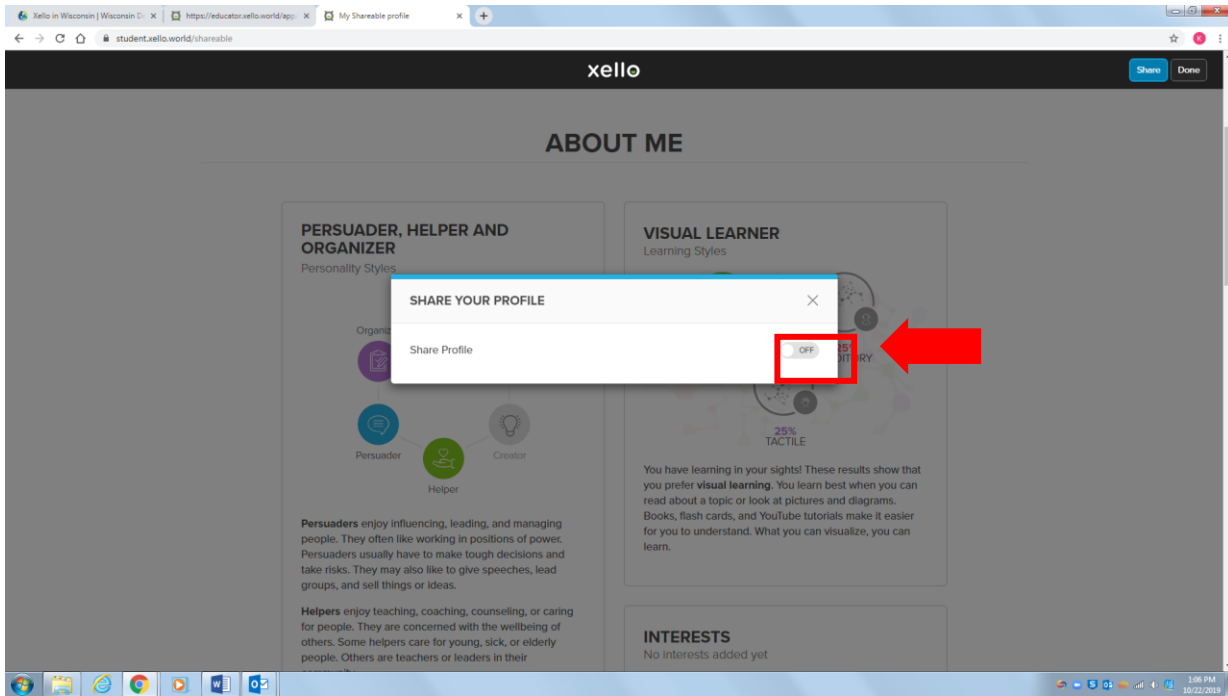 Xello in Wisconsin | Wisconsin D
https://educator.xello.world/app
My Shareable profile
student.xello.world/shareable
K
xello
Share
Done
ABOUT ME
PERSUADER, HELPER AND
ORGANIZER
Personality Styles
Organiz
Persuader
Helper
Creator
Persuaders enjoy influencing, leading, and managing
people. They often like working in positions of power.
Persuaders usually have to make tough decisions and
take risks. They may also like to give speeches, lead
groups, and sell things or ideas.
Helpers enjoy teaching, coaching, counseling, or caring
for people. They are concerned with the wellbeing of
others. Some helpers care for young, sick, or elderly
people. Others are teachers or leaders in their
community.
SHARE YOUR PROFILE
Share Profile
OFF
VISUAL LEARNER
Learning Styles
25%
DITORY
25%
TACTILE
You have learning in your sights! These results show that
you prefer visual learning. You learn best when you can
read about a topic or look at pictures and diagrams.
Books, flash cards, and YouTube tutorials make it easier
for you to understand. What you can visualize, you can
learn.
INTERESTS
No interests added yet
1:06 PM
10/22/2019